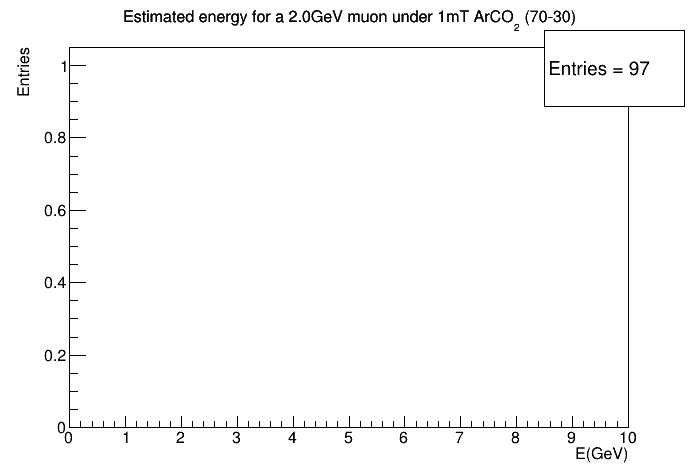 Estimated energy for a 2.0GeV muon under 1mT ArCO2 (70-30)
Entries = 97
Entries
1
0.8
0.6
0.4
0.2
0
0 1 2 3 4 5 6 7 8 9 10
E(GeV)